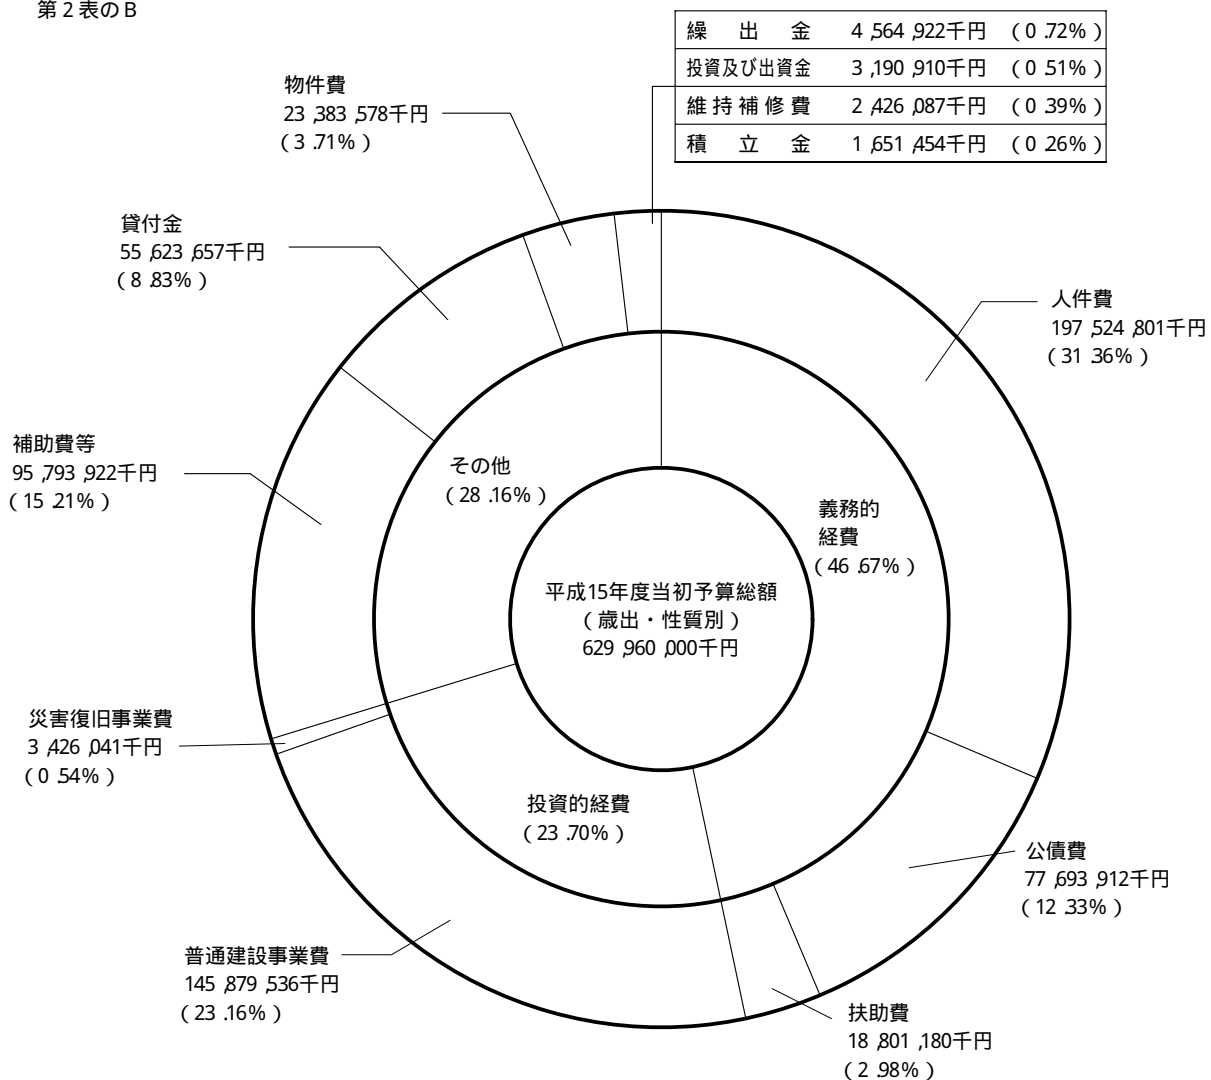 第2表のB
繰出金 4,564,922千円 (0.72%)
投資及び出資金 3,190,910千円 (0.51%)
維持補修費 2,426,087千円 (0.39%)
積立金 1,651,454千円 (0.26%)
物件費
23,383,578千円
(3.71%)
貸付金
55,623,657千円
(8.83%)
人件費
197,524,801千円
(31.36%)
補助費等
95,793,922千円
(15.21%)
その他
(28.16%)
義務的
経費
(46.67%)
平成15年度当初予算総額
(歳出・性質別)
629,960,000千円
災害復旧事業費
3,426,041千円
(0.54%)
投資的経費
(23.70%)
公債費
77,693,912千円
(12.33%)
普通建設事業費
145,879,536千円
(23.16%)
扶助費
18,801,180千円
(2.98%)